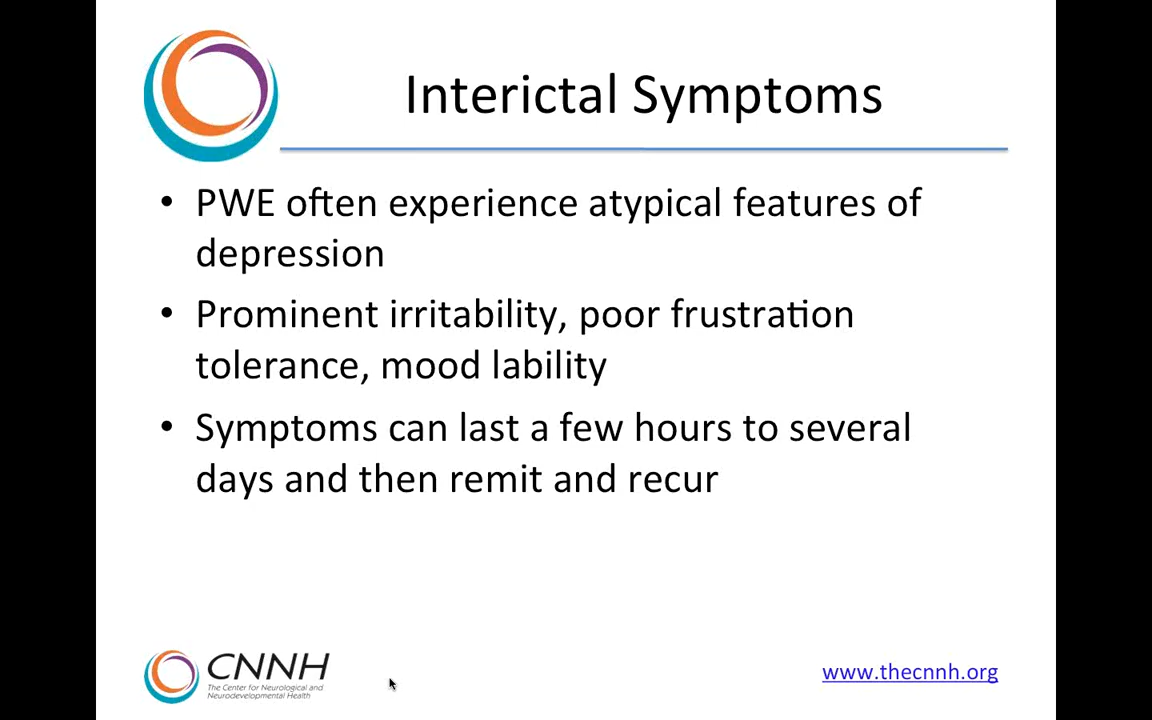 Interictal Symptoms
• PWE often experience atypical features of
depression
• Prominent irritability, poor frustration
tolerance, mood lability
• Symptoms can last a few hours to several
days and then remit and recur
CNNH
The Center for Neurological and
Neurodevelopmental Health
www.thecnnh.org